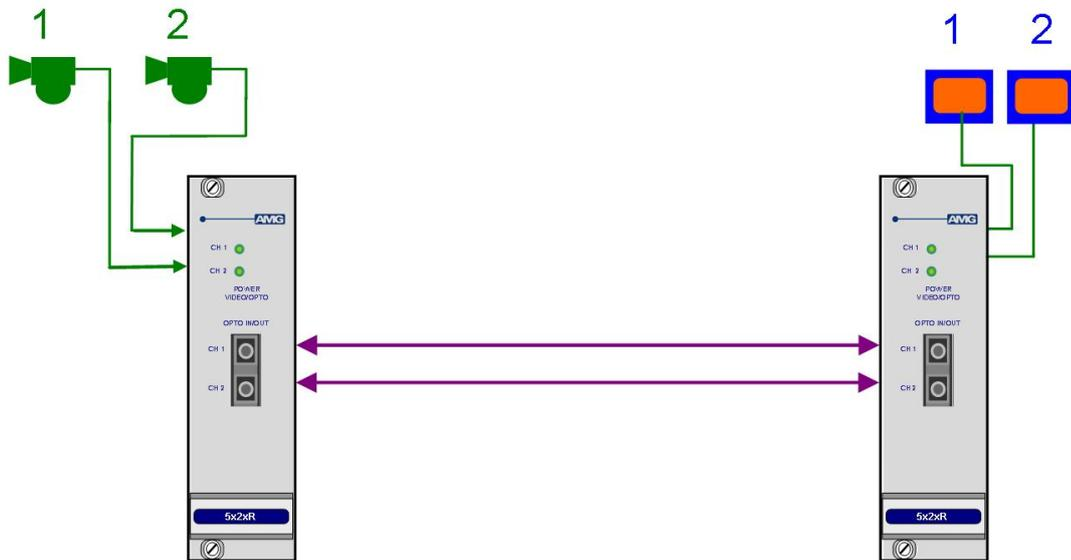 1 2
1 2
AMG
CH 1
CH 2
POWER
VIDEO/OPTO
OPTO IN/OUT
CH 1
CH 2
5x2xR
AMG
CH 1
CH 2
POWER
VIDEO/OPTO
OPTO IN/OUT
CH 1
CH 2
5x2xR